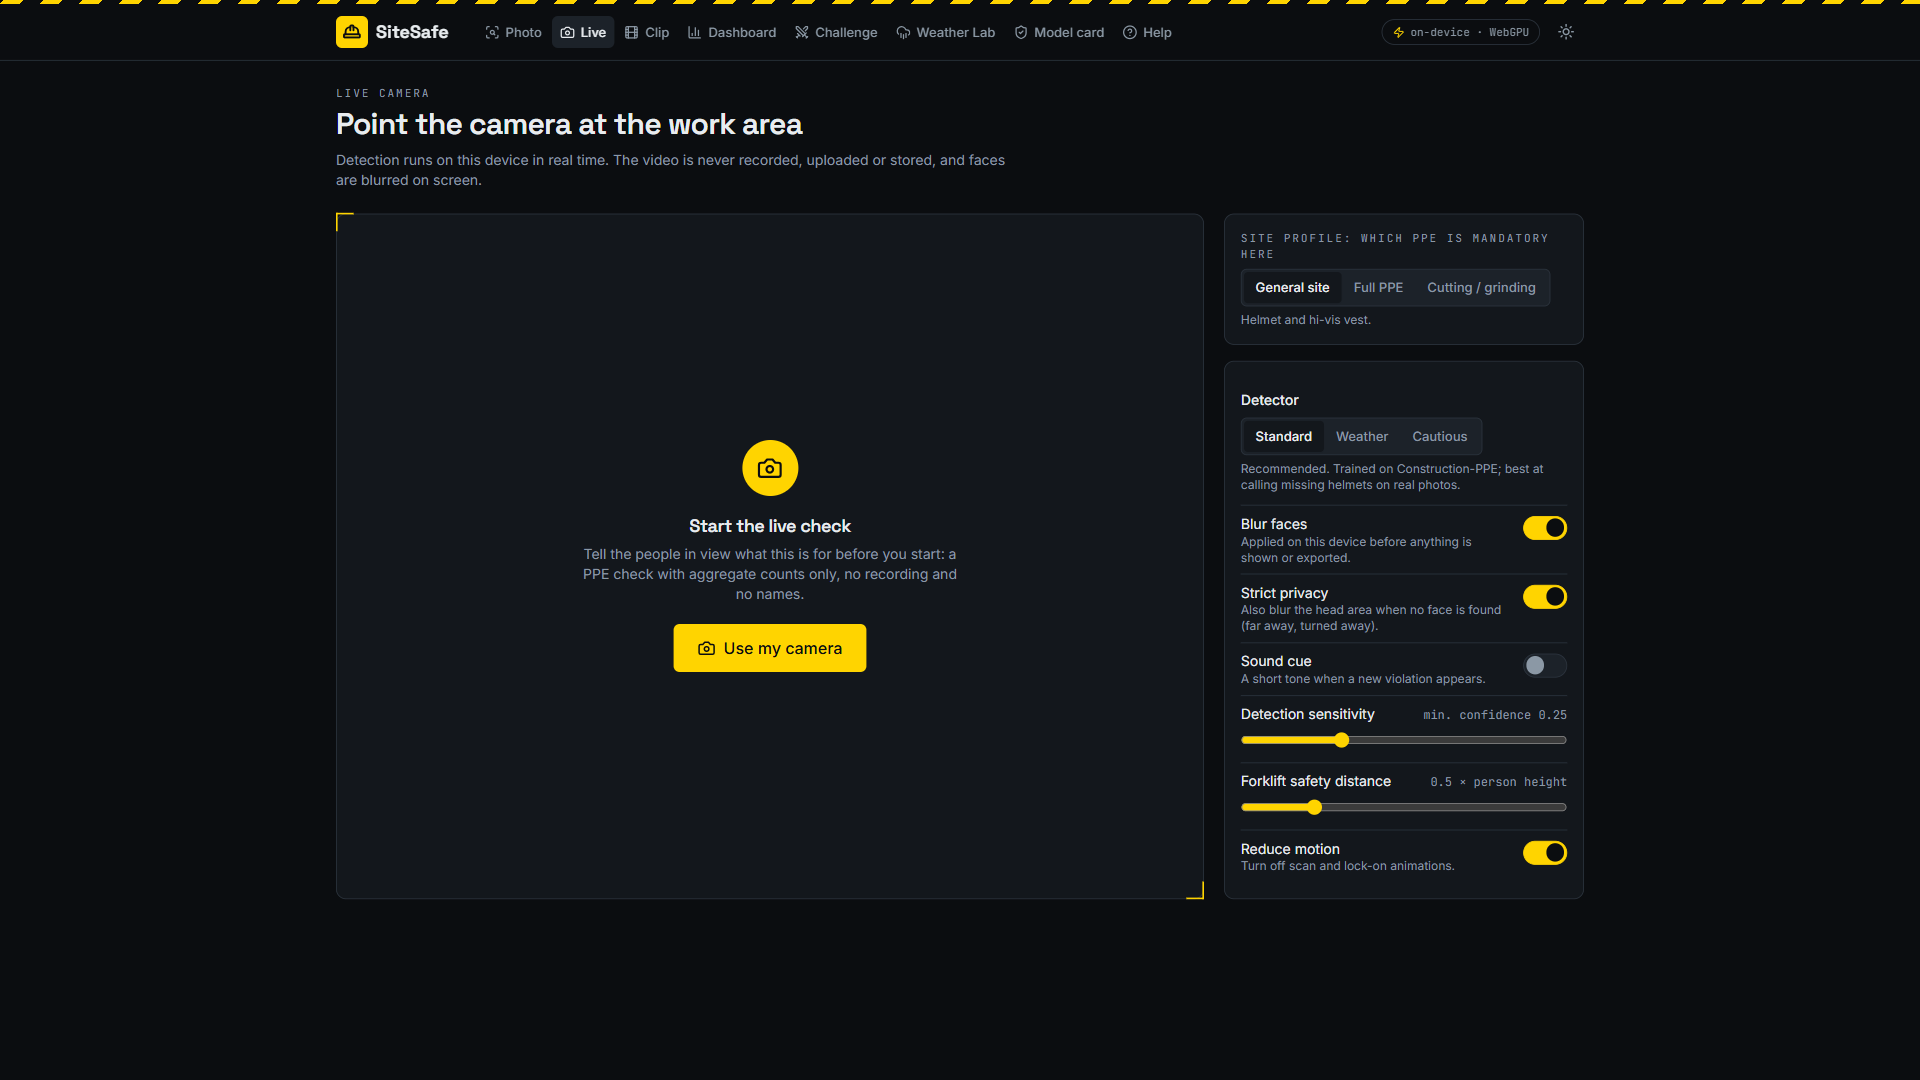 SiteSafe
Photo
Live
Clip
Dashboard
Challenge
Weather Lab
Model card
Help
on-device · WebGPU
LIVE CAMERA
Point the camera at the work area
Detection runs on this device in real time. The video is never recorded, uploaded or stored, and faces
are blurred on screen.
Start the live check
Tell the people in view what this is for before you start: a
PPE check with aggregate counts only, no recording and
no names.
Use my camera
SITE PROFILE: WHICH PPE IS MANDATORY
HERE
General site
Full PPE
Cutting / grinding
Helmet and hi-vis vest.
Detector
Standard
Weather
Cautious
Recommended. Trained on Construction-PPE; best at
calling missing helmets on real photos.
Blur faces
Applied on this device before anything is
shown or exported.
Strict privacy
Also blur the head area when no face is found
(far away, turned away).
Sound cue
A short tone when a new violation appears.
Detection sensitivity
min. confidence 0.25
Forklift safety distance
0.5 × person height
Reduce motion
Turn off scan and lock-on animations.